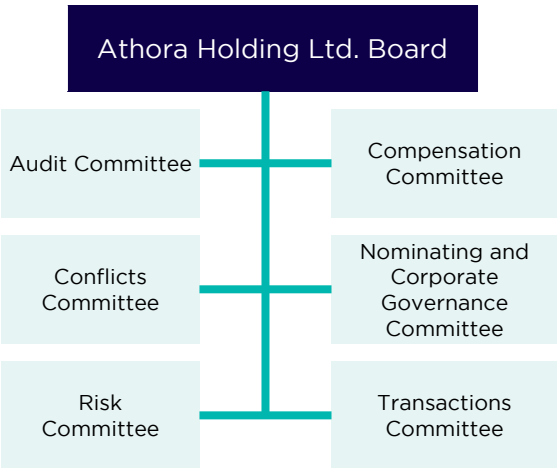 Athora Holding Ltd. Board
Audit Committee
Compensation
Committee
Conflicts
Committee
Nominating and
Corporate
Governance
Committee
Risk
Committee
Transactions
Committee